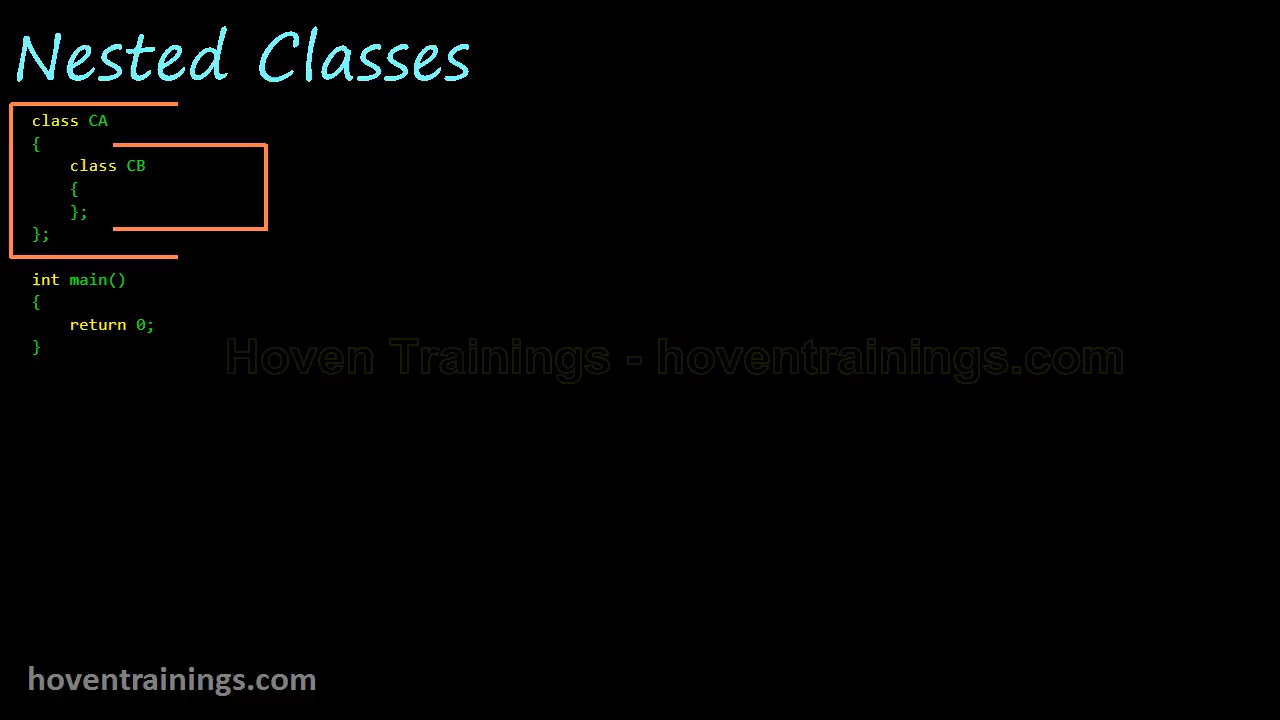 Nested Classes
class CA
{
class CB
{
};
};
int main()
{
return 0;
}
Hoven Trainings - hoventrainings.com
hoventrainings.com